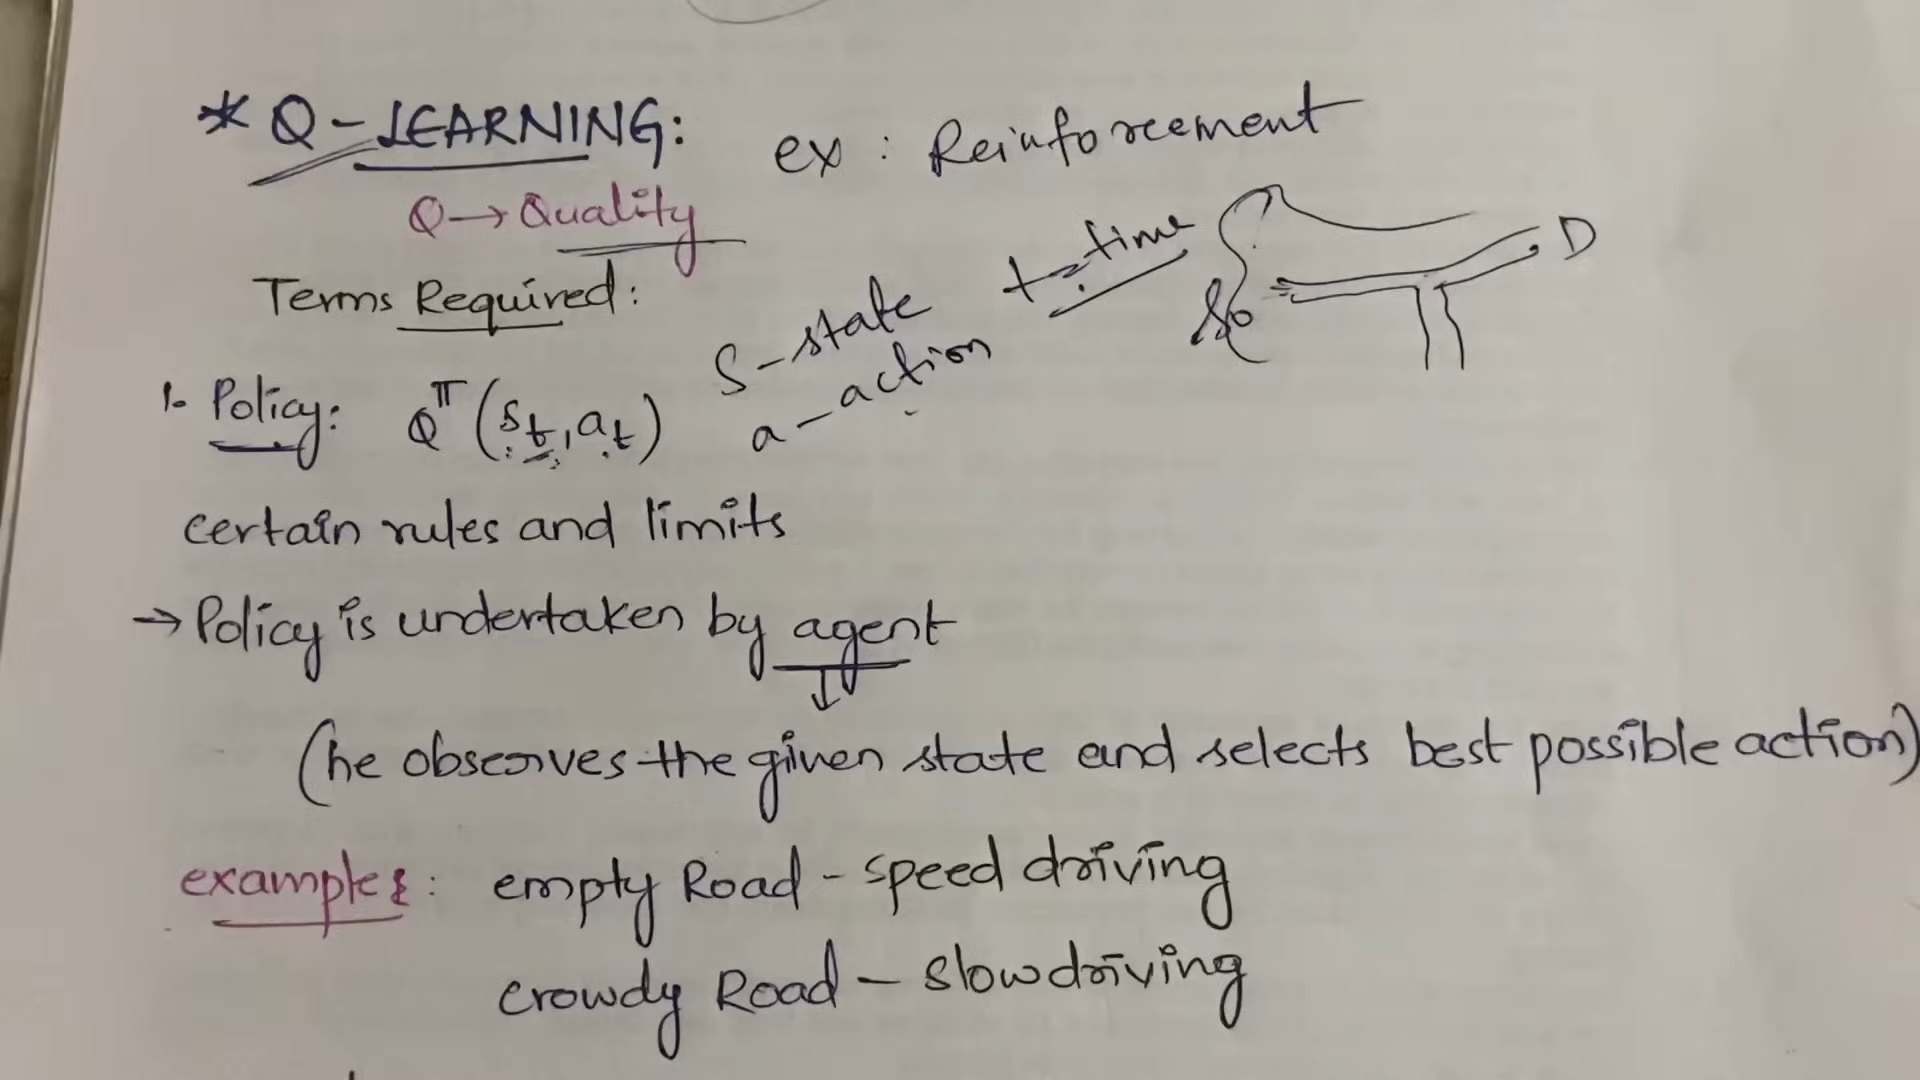 * Q-LEARNING: ex: Reinforcement
Q→Quality
Terms Required:
t=time
D
So
S-state
a-action
1. Policy: Q^π(s_t, a_t)
certain rules and limits
→ Policy is undertaken by agent
↓
(he observes the given state and selects best possible action)
examples: empty Road - speed driving
crowdy Road - slow driving